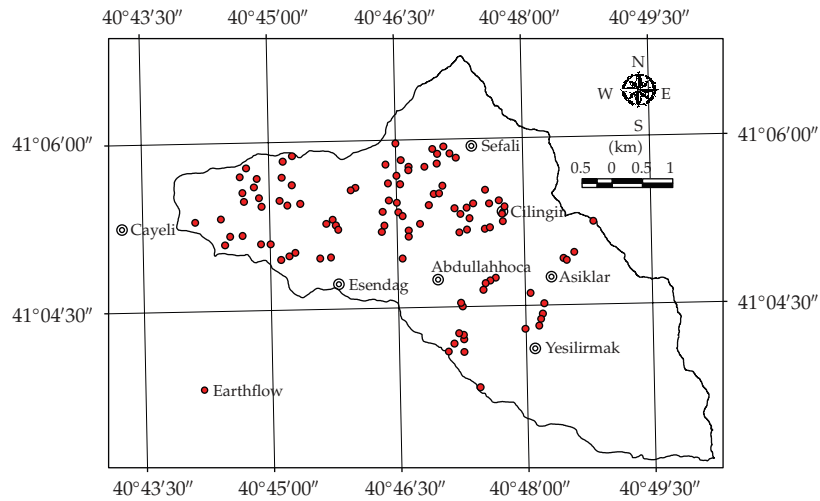 40°43′30″ 40°45′00″ 40°46′30″ 40°48′00″ 40°49′30″
N
W E
S
41°06′00″ 41°06′00″
(km)
0.5 0 0.5 1
Sefali
Cayeli
Cilingin
Abdullahhoca
Esendag
Asiklar
41°04′30″ 41°04′30″
Yesilirmak
Earthflow
40°43′30″ 40°45′00″ 40°46′30″ 40°48′00″ 40°49′30″